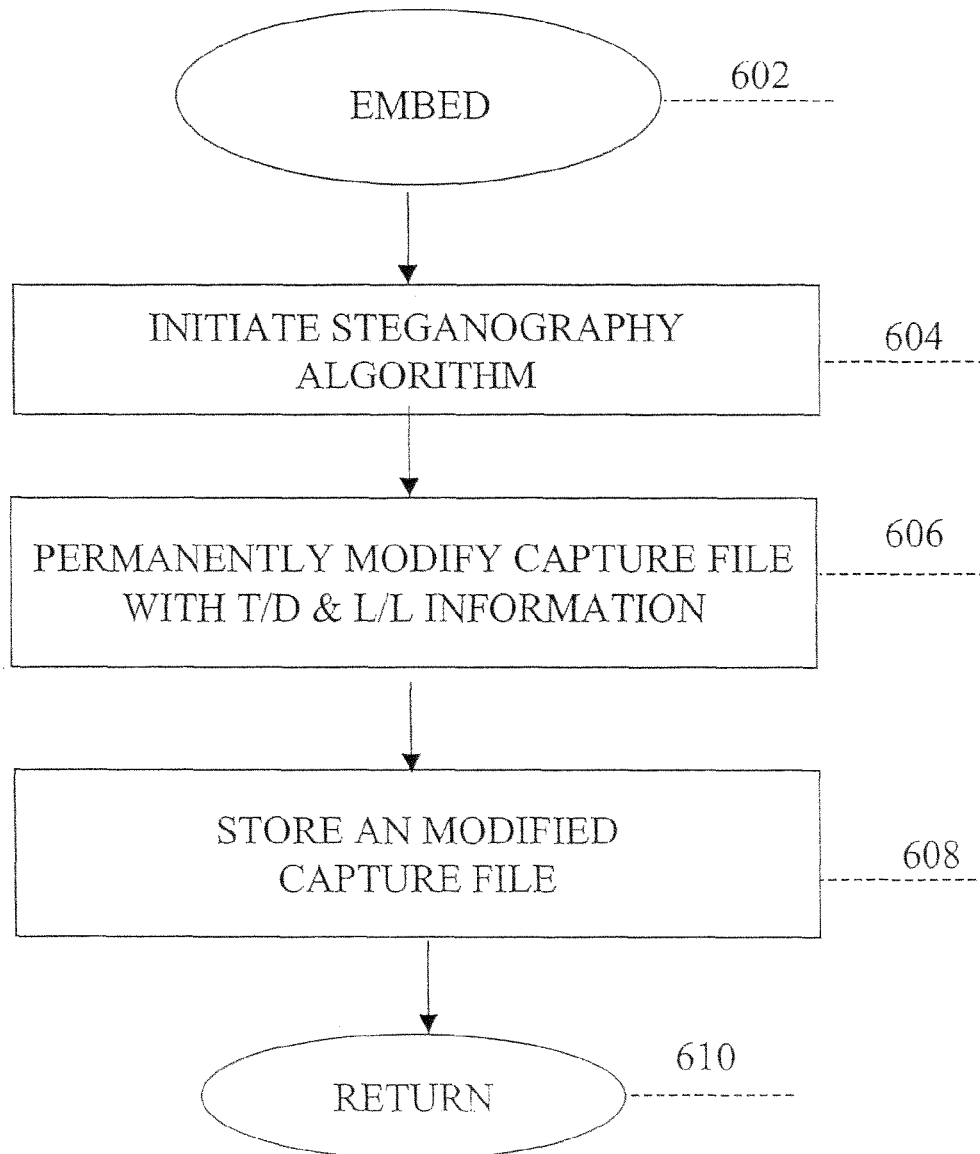 EMBED
602
INITIATE STEGANOGRAPHY
ALGORITHM
604
PERMANENTLY MODIFY CAPTURE FILE
WITH T/D & L/L INFORMATION
606
STORE AN MODIFIED
CAPTURE FILE
608
RETURN
610